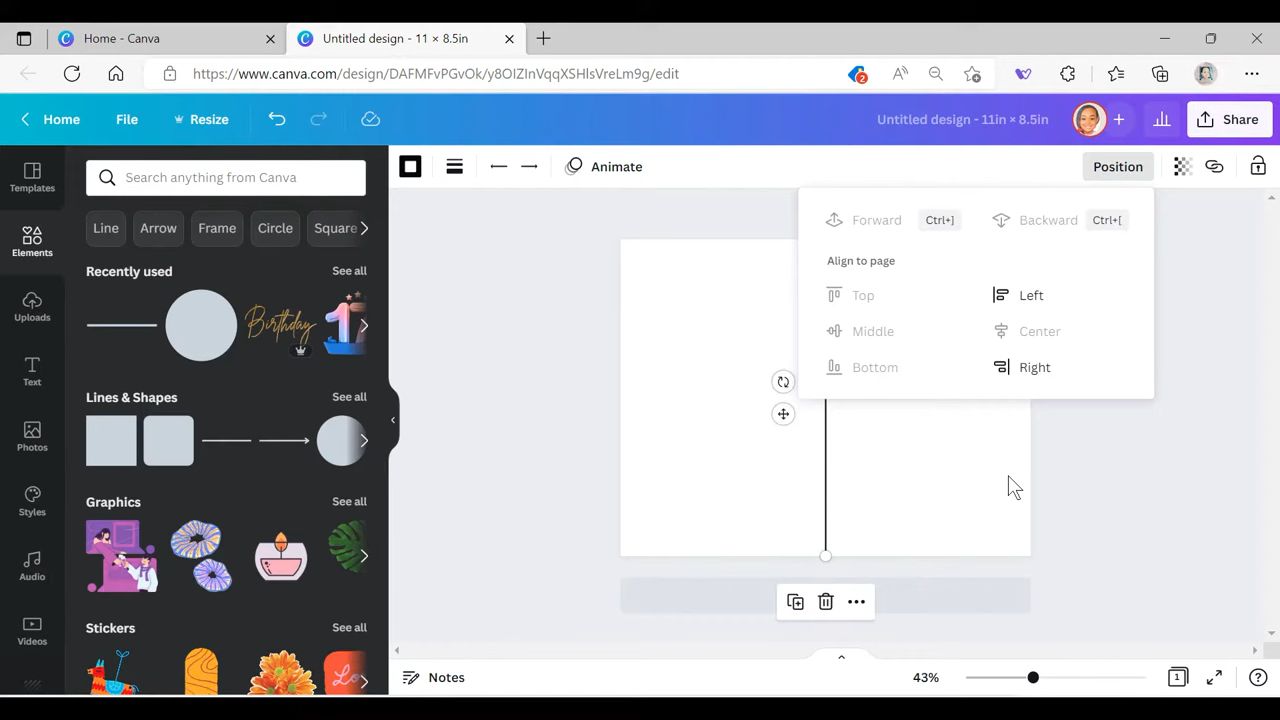 Home - Canva
Untitled design - 11 × 8.5in
https://www.canva.com/design/DAFMFvPGvOk/y8OIZInVqqXSHlsVreLm9g/edit
2
Home
File
Resize
Untitled design - 11in × 8.5in
Share
Templates
Elements
Uploads
Text
Photos
Styles
Audio
Videos
Search anything from Canva
Line
Arrow
Frame
Circle
Square
Recently used
See all
Birthday
Lines & Shapes
See all
Graphics
See all
Stickers
See all
Animate
Position
Forward
Ctrl+]
Backward
Ctrl+[
Align to page
Top
Left
Middle
Center
Bottom
Right
Notes
43%
1